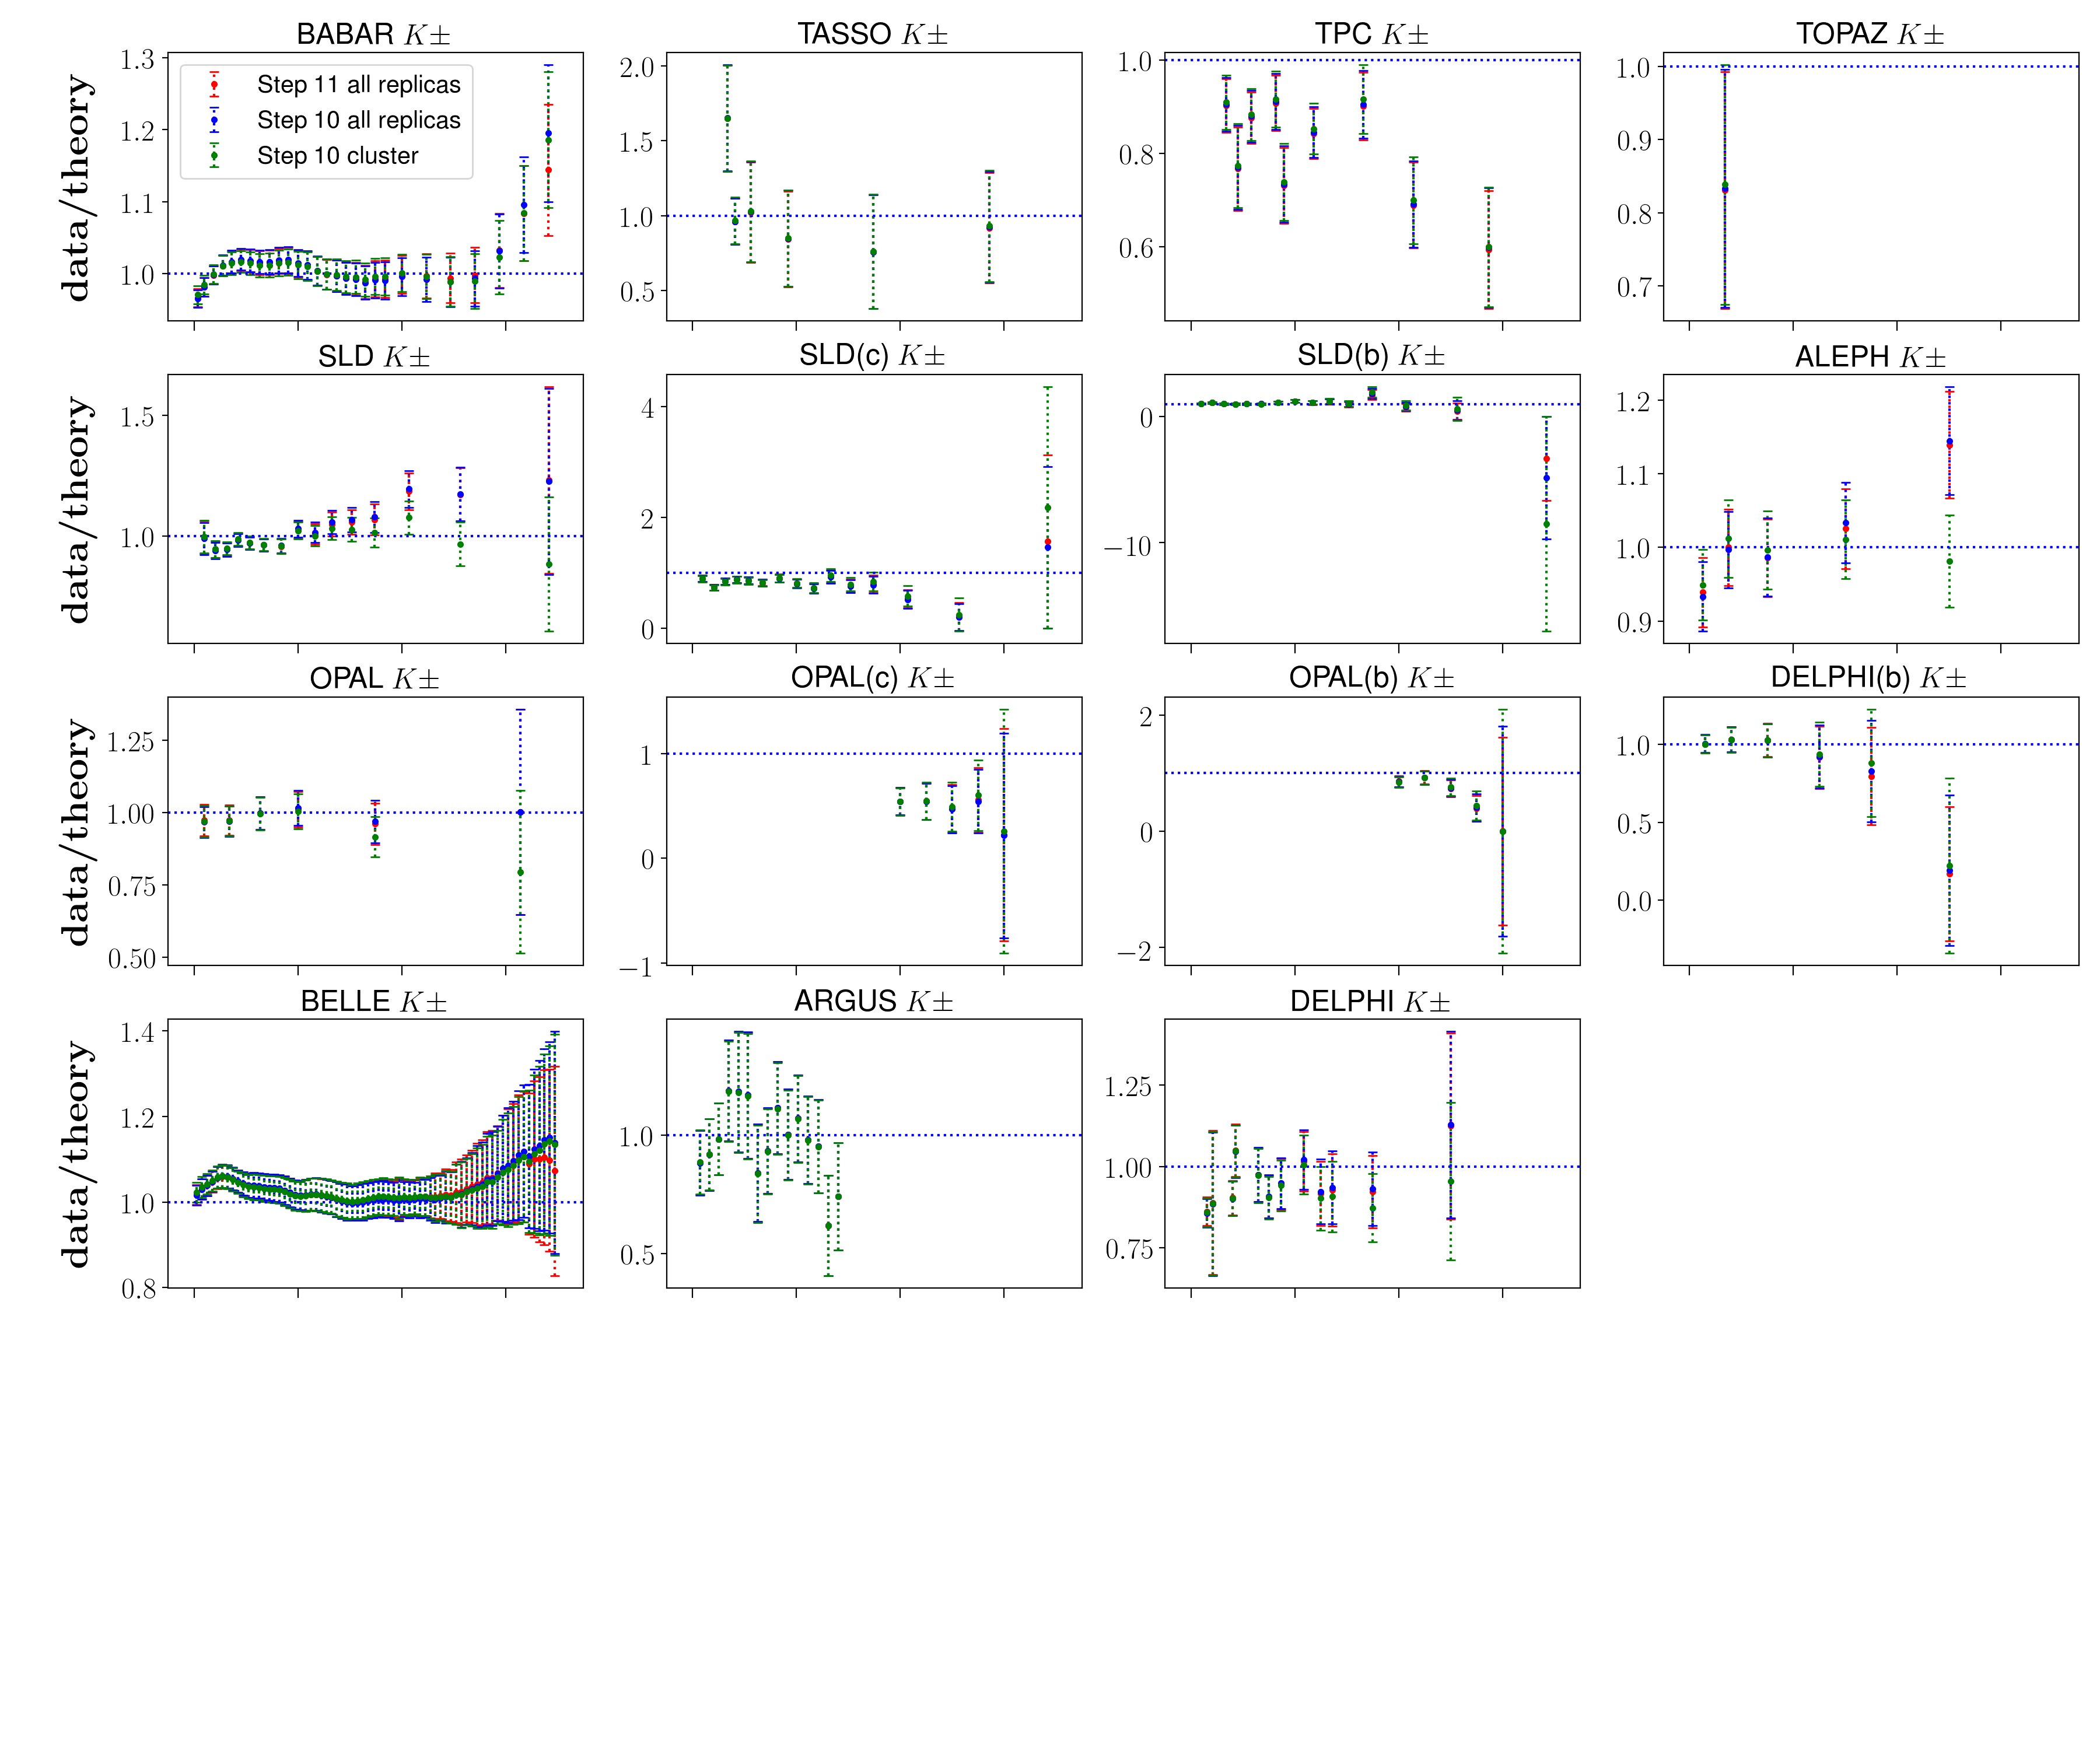 BABAR K±
TASSO K±
TPC K±
TOPAZ K±
data/theory
1.3
1.2
1.1
1.0
Step 11 all replicas
Step 10 all replicas
Step 10 cluster
2.0
1.5
1.0
0.5
1.0
0.8
0.6
1.0
0.9
0.8
0.7
SLD K±
SLD(c) K±
SLD(b) K±
ALEPH K±
data/theory
1.5
1.0
4
2
0
0
−10
1.2
1.1
1.0
0.9
OPAL K±
OPAL(c) K±
OPAL(b) K±
DELPHI(b) K±
data/theory
1.25
1.00
0.75
0.50
1
0
−1
2
0
−2
1.0
0.5
0.0
BELLE K±
ARGUS K±
DELPHI K±
data/theory
1.4
1.2
1.0
0.8
1.0
0.5
1.25
1.00
0.75